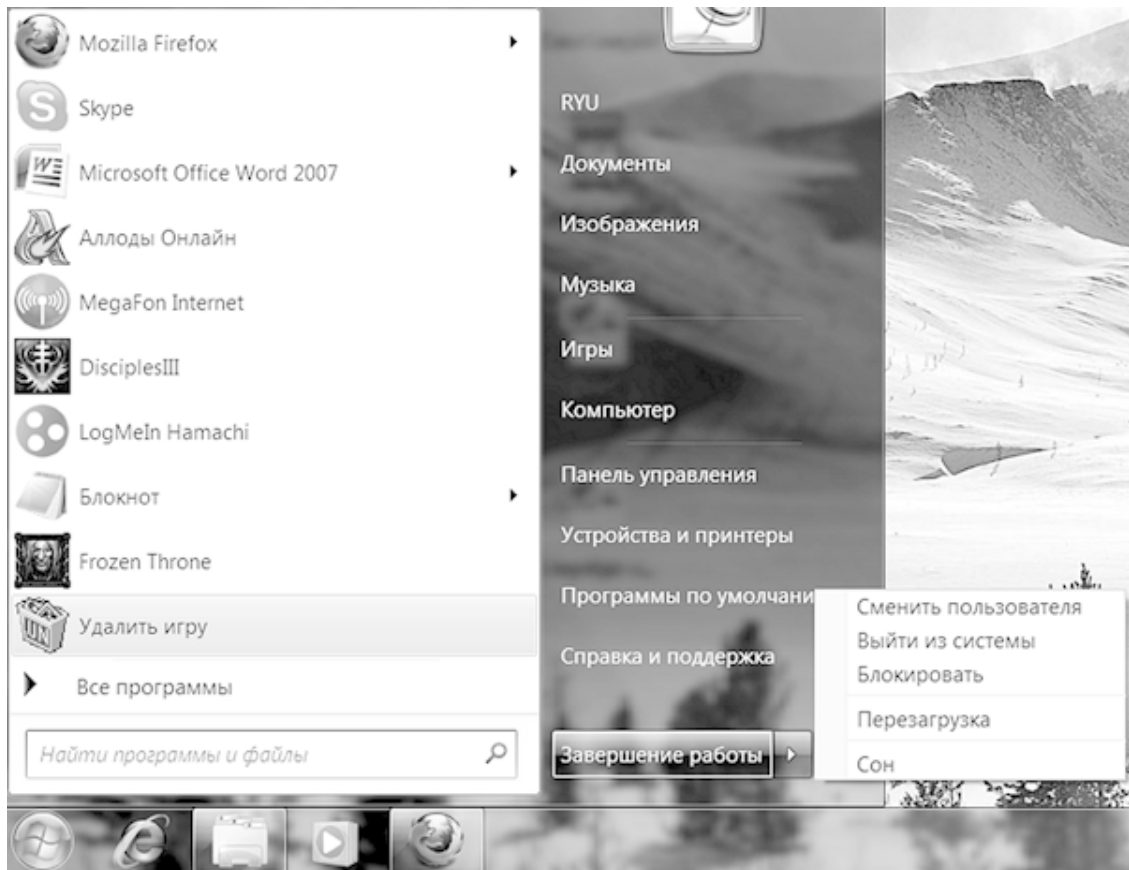 Mozilla Firefox
Skype
Microsoft Office Word 2007
Аллоды Онлайн
MegaFon Internet
DisciplesIII
LogMeIn Hamachi
Блокнот
Frozen Throne
Удалить игру
Все программы
Найти программы и файлы
RYU
Документы
Изображения
Музыка
Игры
Компьютер
Панель управления
Устройства и принтеры
Программы по умолчани
Справка и поддержка
Завершение работы
Сменить пользователя
Выйти из системы
Блокировать
Перезагрузка
Сон